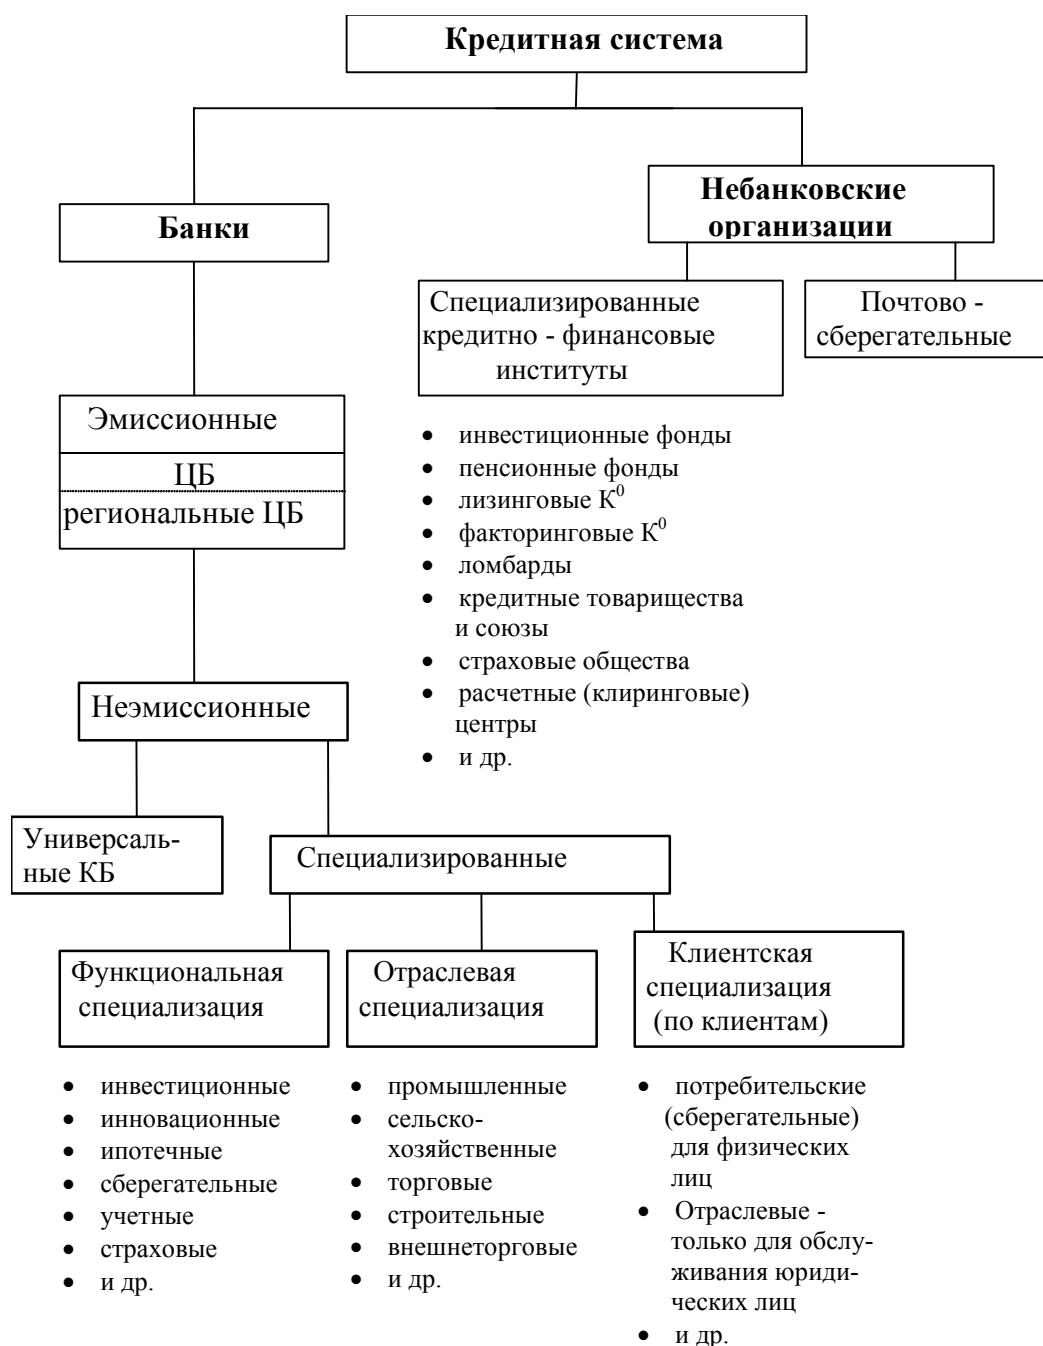 Кредитная система
Банки
Небанковские
организации
Специализированные
кредитно - финансовые
институты
Почтово -
сберегательные
Эмиссионные
ЦБ
региональные ЦБ
• инвестиционные фонды
• пенсионные фонды
• лизинговые К⁰
• факторинговые К⁰
• ломбарды
• кредитные товарищества
и союзы
• страховые общества
• расчетные (клиринговые)
центры
• и др.
Неэмиссионные
Универсаль-
ные КБ
Специализированные
Функциональная
специализация
Отраслевая
специализация
Клиентская
специализация
(по клиентам)
• инвестиционные
• инновационные
• ипотечные
• сберегательные
• учетные
• страховые
• и др.
• промышленные
• сельско-
хозяйственные
• торговые
• строительные
• внешнеторговые
• и др.
• потребительские
(сберегательные)
для физических
лиц
• Отраслевые -
только для обслу-
живания юриди-
ческих лиц
• и др.